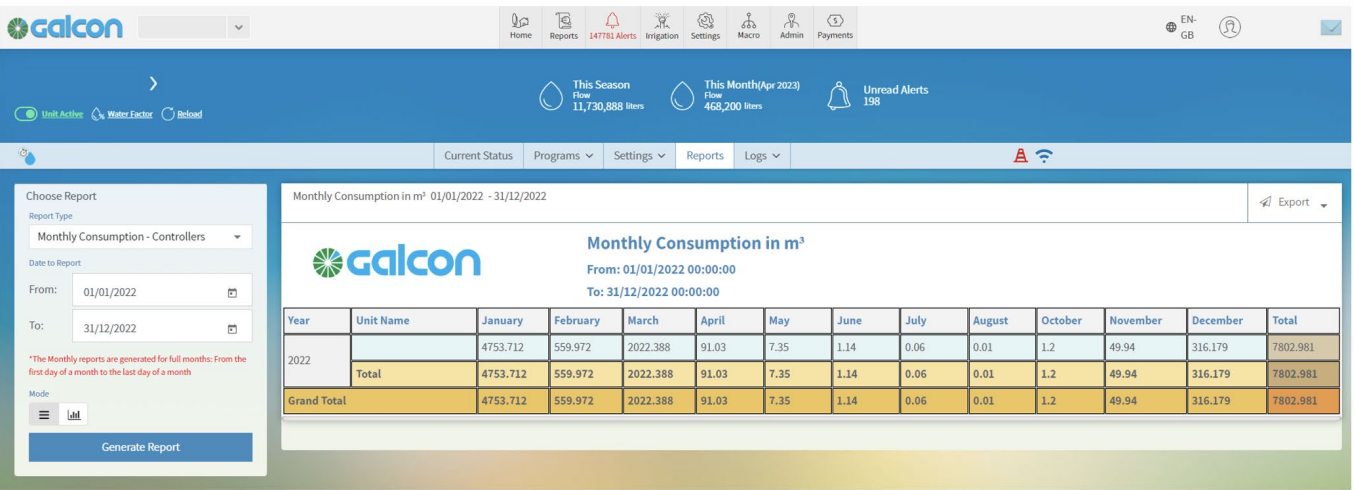 Galcon
Home Reports 147781 Alerts Irrigation Settings Macro Admin Payments
EN-
GB
This Season
Flow
11,730,888 liters
This Month(Apr 2023)
Flow
468,200 liters
Unread Alerts
198
Unit Active Water Factor Reload
Current Status Programs Settings Reports Logs
Choose Report
Report Type
Monthly Consumption - Controllers
Date to Report
From: 01/01/2022
To: 31/12/2022
*The Monthly reports are generated for full months: From the
first day of a month to the last day of a month
Mode
Generate Report
Monthly Consumption in m³ 01/01/2022 - 31/12/2022
Export
Galcon
Monthly Consumption in m³
From: 01/01/2022 00:00:00
To: 31/12/2022 00:00:00
Year Unit Name January February March April May June July August October November December Total
2022 4753.712 559.972 2022.388 91.03 7.35 1.14 0.06 0.01 1.2 49.94 316.179 7802.981
Total 4753.712 559.972 2022.388 91.03 7.35 1.14 0.06 0.01 1.2 49.94 316.179 7802.981
Grand Total 4753.712 559.972 2022.388 91.03 7.35 1.14 0.06 0.01 1.2 49.94 316.179 7802.981